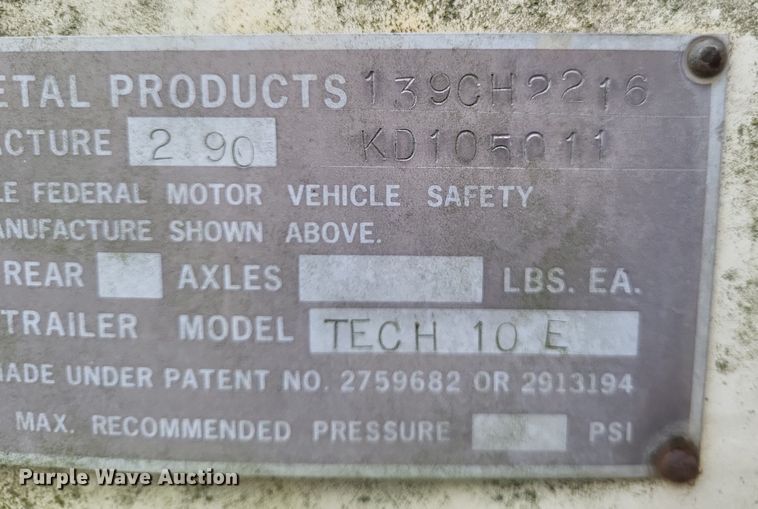 ETAL PRODUCTS 139CH2216
ACTURE 2 90 KD105011
LE FEDERAL MOTOR VEHICLE SAFETY
ANUFACTURE SHOWN ABOVE.
REAR AXLES LBS. EA.
TRAILER MODEL TECH 10 E
MADE UNDER PATENT NO. 2759682 OR 2913194
MAX. RECOMMENDED PRESSURE PSI
Purple Wave Auction